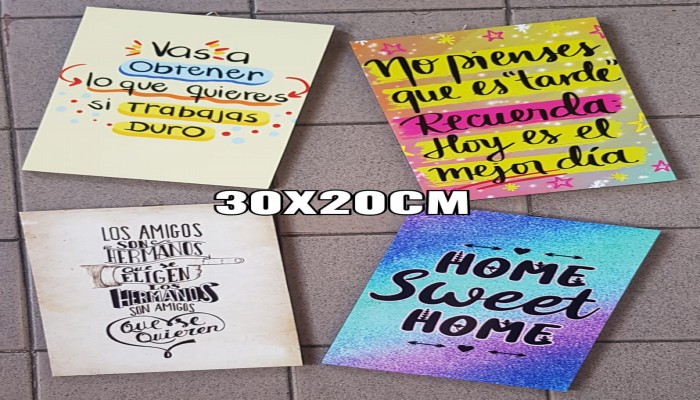 Vas a
Obtener
lo que quieres
si Trabajas
Duro
No pienses
que es "tarde"
Recuerda:
Hoy es el
mejor día
30X20CM
LOS AMIGOS
SON
HERMANOS
QUE SE
ELIGEN
LOS
HERMANOS
SON AMIGOS
Que se
Quieren
HOME
Sweet
HOME